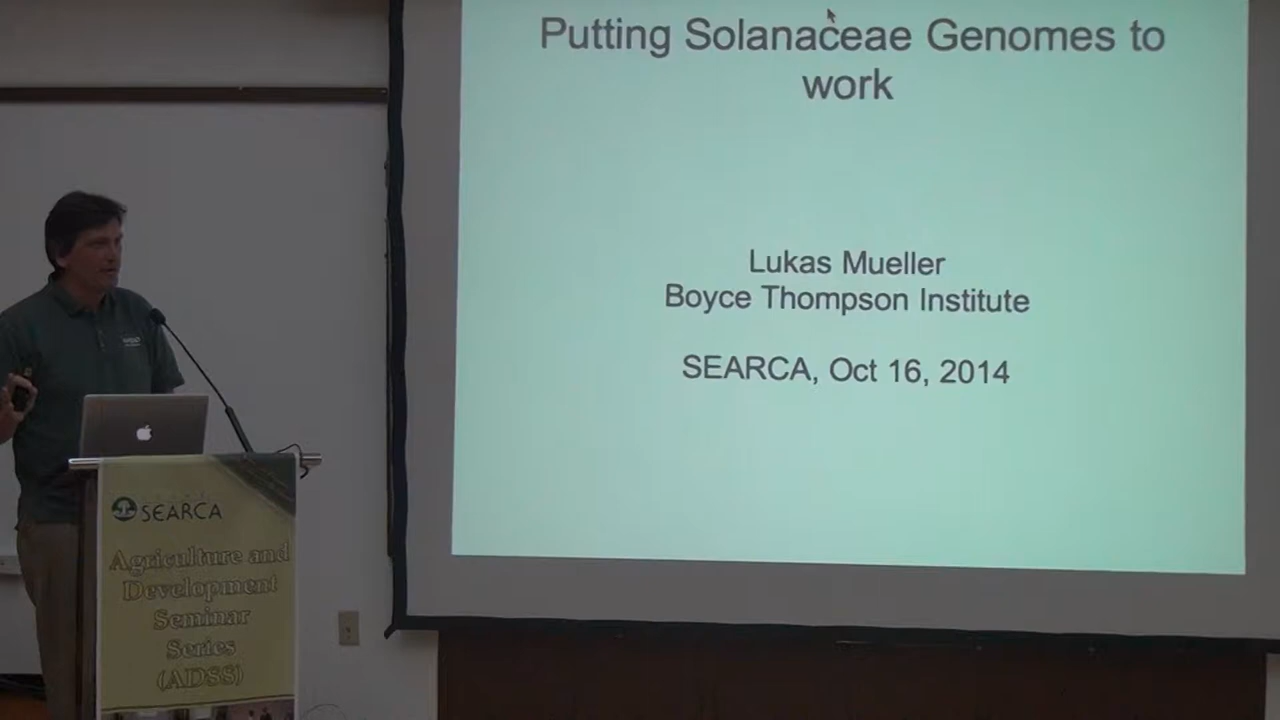 Putting Solanaceae Genomes to
work
Lukas Mueller
Boyce Thompson Institute
SEARCA, Oct 16, 2014
SEARCA
Agriculture and
Development
Seminar
Series
(ADSS)